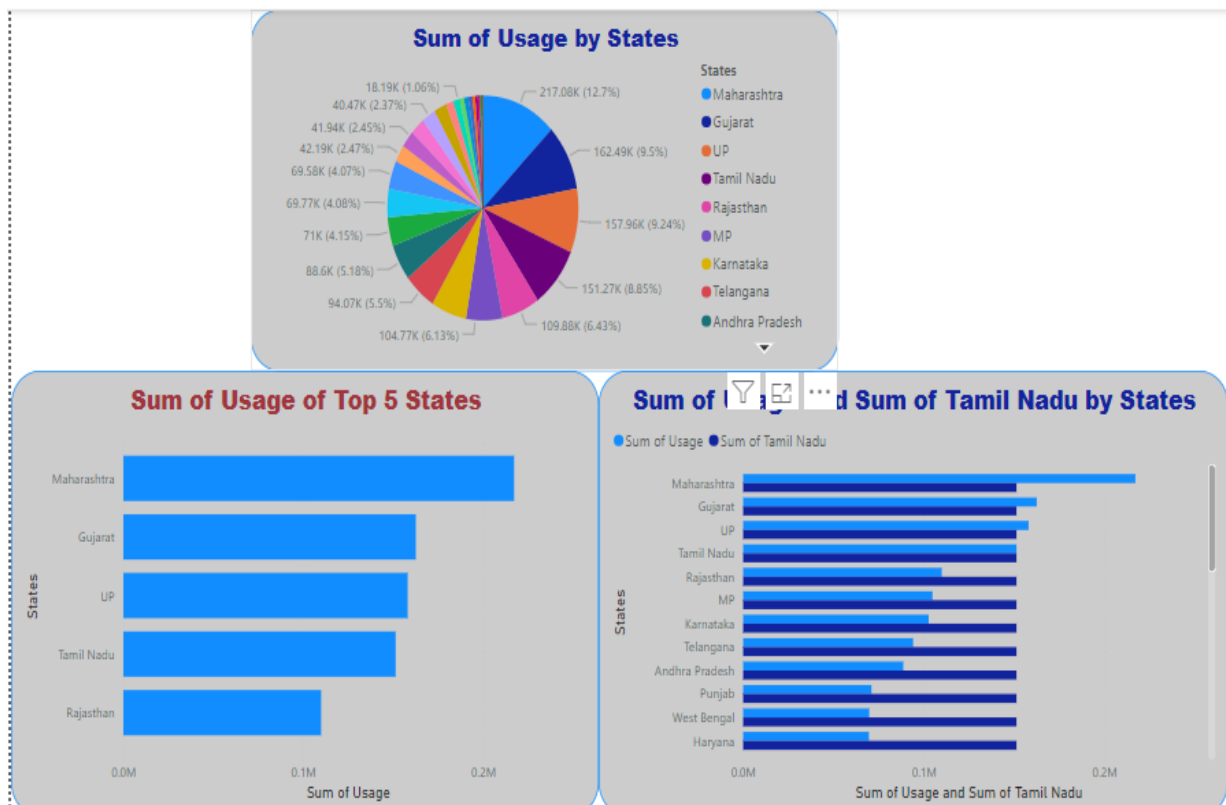 Sum of Usage by States
States
Maharashtra
Gujarat
UP
Tamil Nadu
Rajasthan
MP
Karnataka
Telangana
Andhra Pradesh
217.08K (12.7%)
162.49K (9.5%)
157.96K (9.24%)
151.27K (8.85%)
109.88K (6.43%)
104.77K (6.13%)
94.07K (5.5%)
88.6K (5.18%)
71K (4.15%)
69.77K (4.08%)
69.58K (4.07%)
42.19K (2.47%)
41.94K (2.45%)
40.47K (2.37%)
18.19K (1.06%)
Sum of Usage of Top 5 States
States
Maharashtra
Gujarat
UP
Tamil Nadu
Rajasthan
0.0M 0.1M 0.2M
Sum of Usage
Sum of Sum of Tamil Nadu by States
Sum of Usage Sum of Tamil Nadu
States
Maharashtra
Gujarat
UP
Tamil Nadu
Rajasthan
MP
Karnataka
Telangana
Andhra Pradesh
Punjab
West Bengal
Haryana
0.0M 0.1M 0.2M
Sum of Usage and Sum of Tamil Nadu